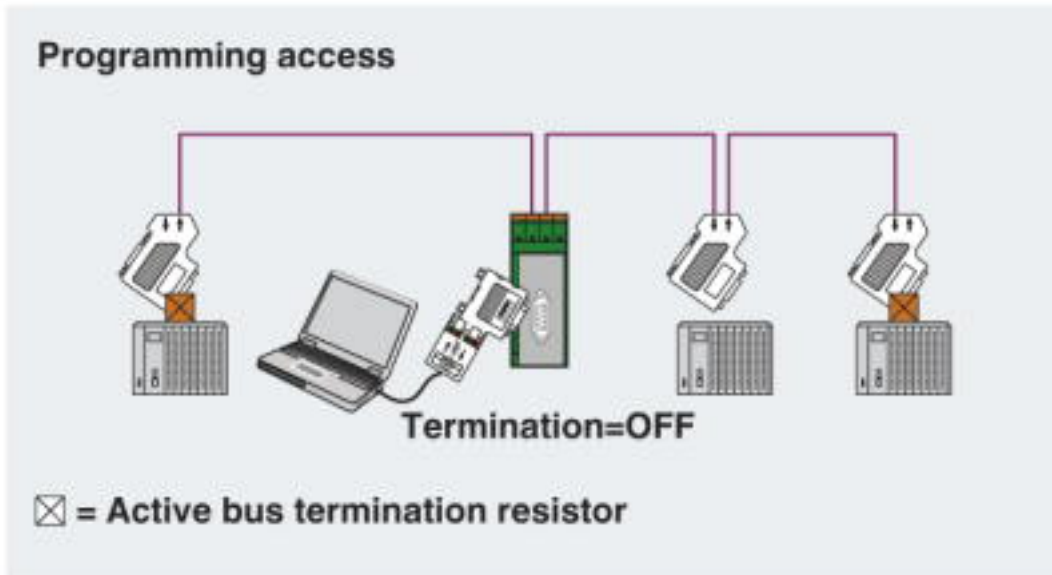 Programming access
Termination=OFF
= Active bus termination resistor